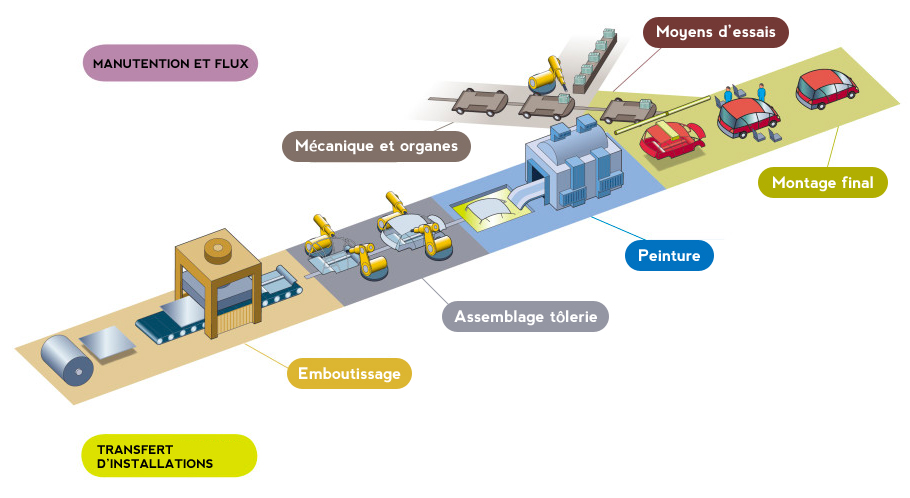 Moyens d'essais
MANUTENTION ET FLUX
Mécanique et organes
Montage final
Peinture
Assemblage tôlerie
Emboutissage
TRANSFERT
D'INSTALLATIONS